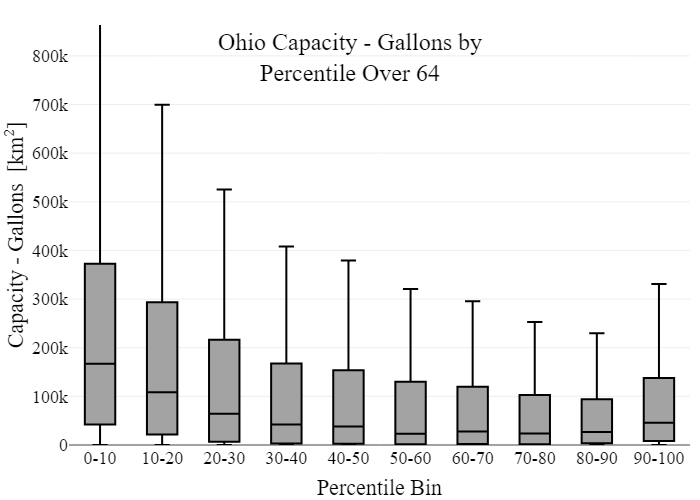 Ohio Capacity - Gallons by
Percentile Over 64
Capacity - Gallons [km²]
800k
700k
600k
500k
400k
300k
200k
100k
0
0-10 10-20 20-30 30-40 40-50 50-60 60-70 70-80 80-90 90-100
Percentile Bin